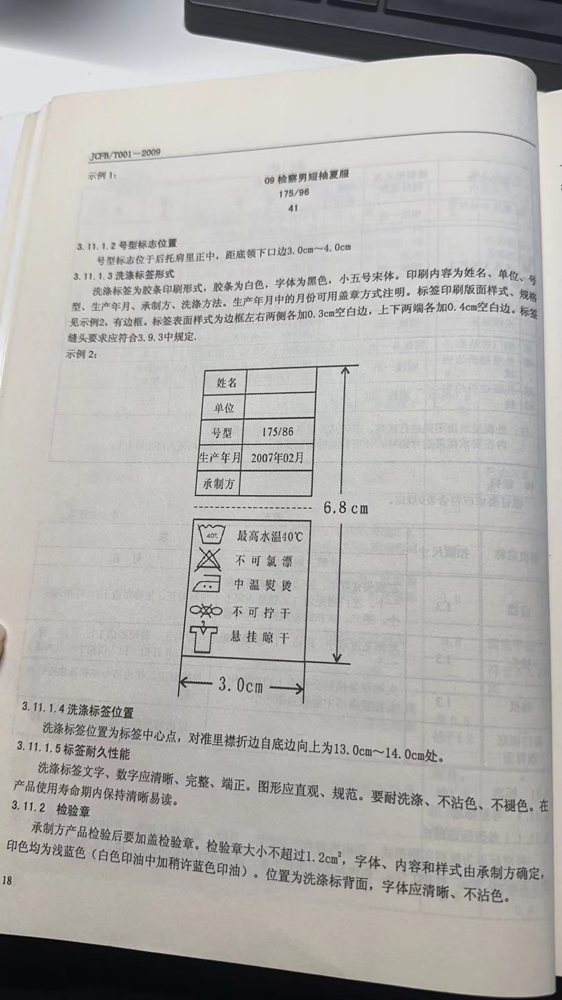 JCFB/T001—2009
示例1：
09 检察男短袖夏服
175/96
41
3.11.1.2 号型标志位置
号型标志位于后托肩里正中，距底领下口边3.0cm～4.0cm
3.11.1.3 洗涤标签形式
洗涤标签为胶条印刷形式，胶条为白色，字体为黑色，小五号宋体。印刷内容为姓名、单位、号
型、生产年月、承制方、洗涤方法。生产年月中的月份可用盖章方式注明。标签印刷版面样式、规格
见示例2，有边框。标签表面样式为边框左右两侧各加0.3cm空白边，上下两端各加0.4cm空白边。标签
缝头要求应符合3.9.3中规定.
示例2：
姓名
单位
号型 175/86
生产年月 2007年02月
承制方
6.8cm
40℃ 最高水温40℃
不可氯漂
中温熨烫
不可拧干
悬挂晾干
3.0cm
3.11.1.4 洗涤标签位置
洗涤标签位置为标签中心点，对准里襟折边自底边向上为13.0cm～14.0cm处。
3.11.1.5 标签耐久性能
洗涤标签文字、数字应清晰、完整、端正。图形应直观、规范。要耐洗涤、不沾色、不褪色。在
产品使用寿命期内保持清晰易读。
3.11.2 检验章
承制方产品检验后要加盖检验章。检验章大小不超过1.2cm²，字体、内容和样式由承制方确定，
印色均为浅蓝色（白色印油中加稍许蓝色印油）。位置为洗涤标背面，字体应清晰、不沾色。
18